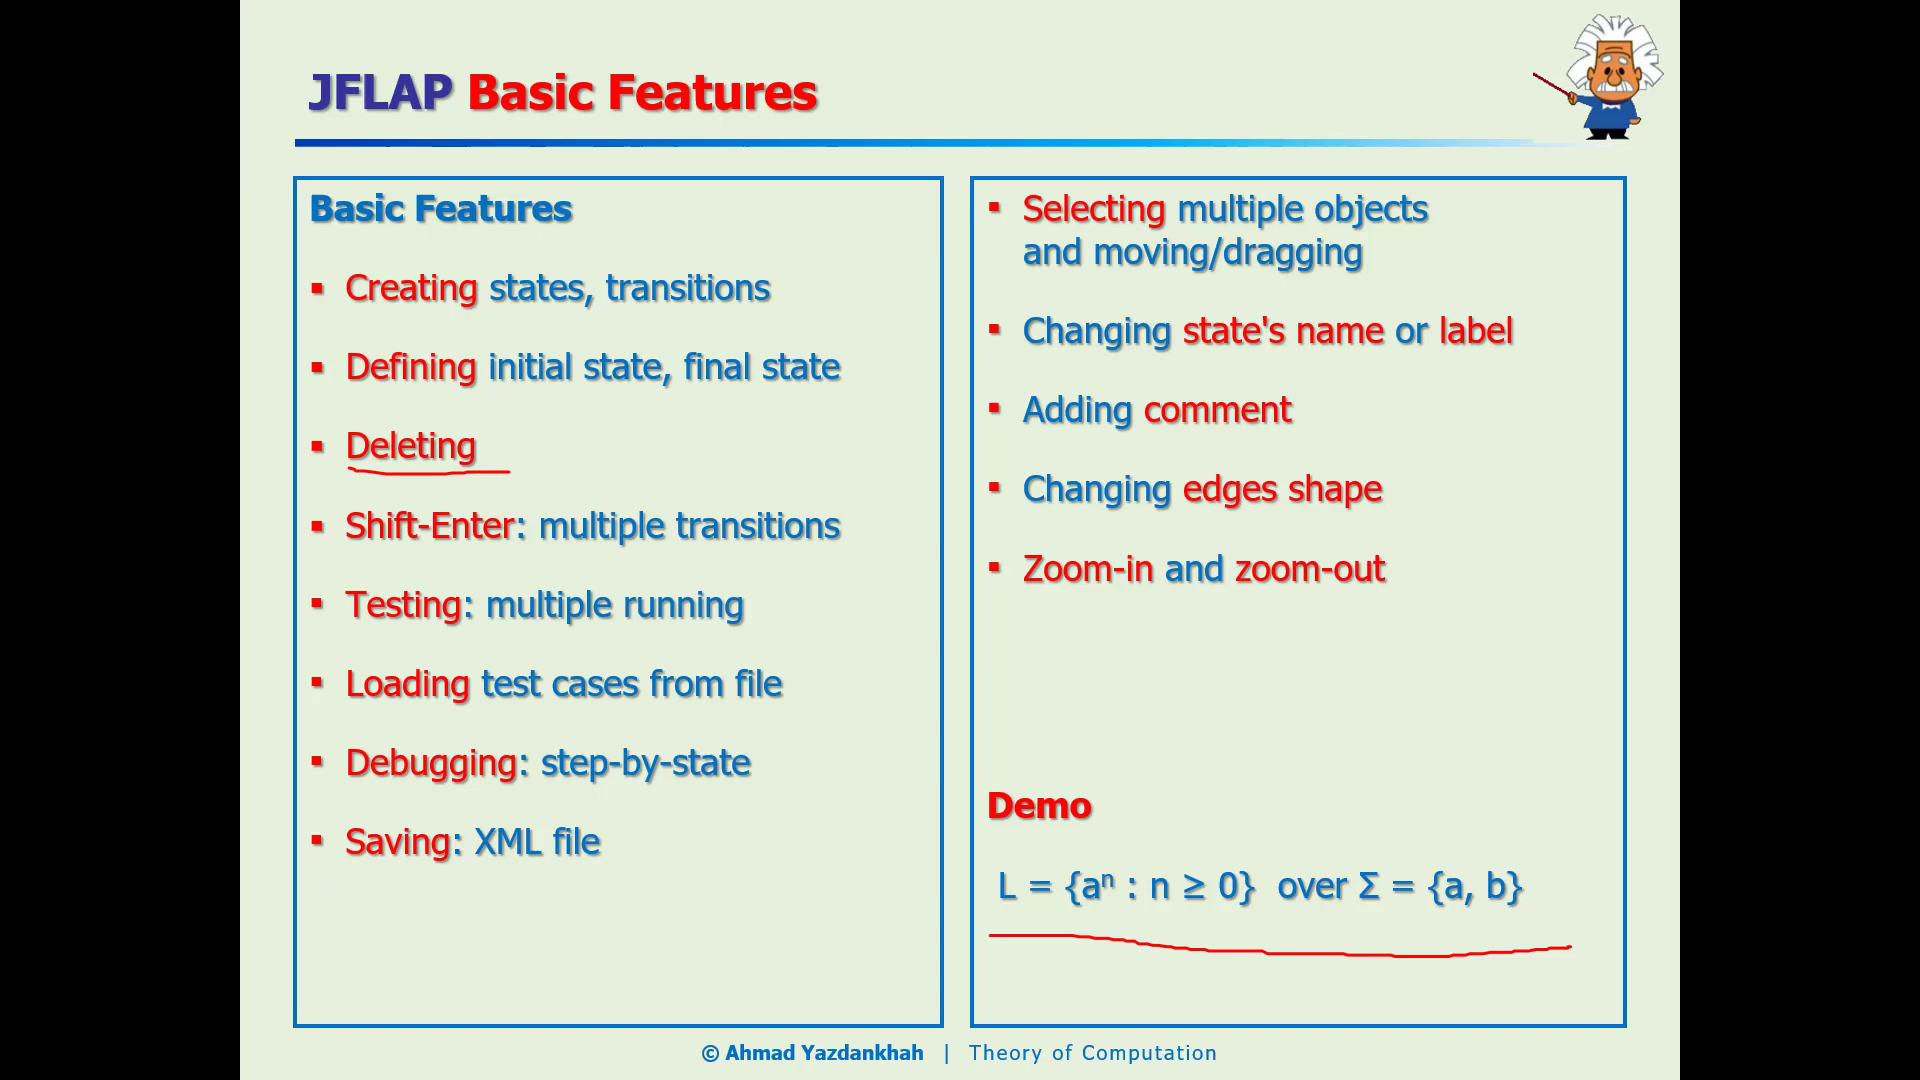 JFLAP Basic Features
Basic Features
▪ Creating states, transitions
▪ Defining initial state, final state
▪ Deleting
▪ Shift-Enter: multiple transitions
▪ Testing: multiple running
▪ Loading test cases from file
▪ Debugging: step-by-state
▪ Saving: XML file
▪ Selecting multiple objects
and moving/dragging
▪ Changing state's name or label
▪ Adding comment
▪ Changing edges shape
▪ Zoom-in and zoom-out
Demo
L = {aⁿ : n ≥ 0} over Σ = {a, b}
© Ahmad Yazdankhah | Theory of Computation